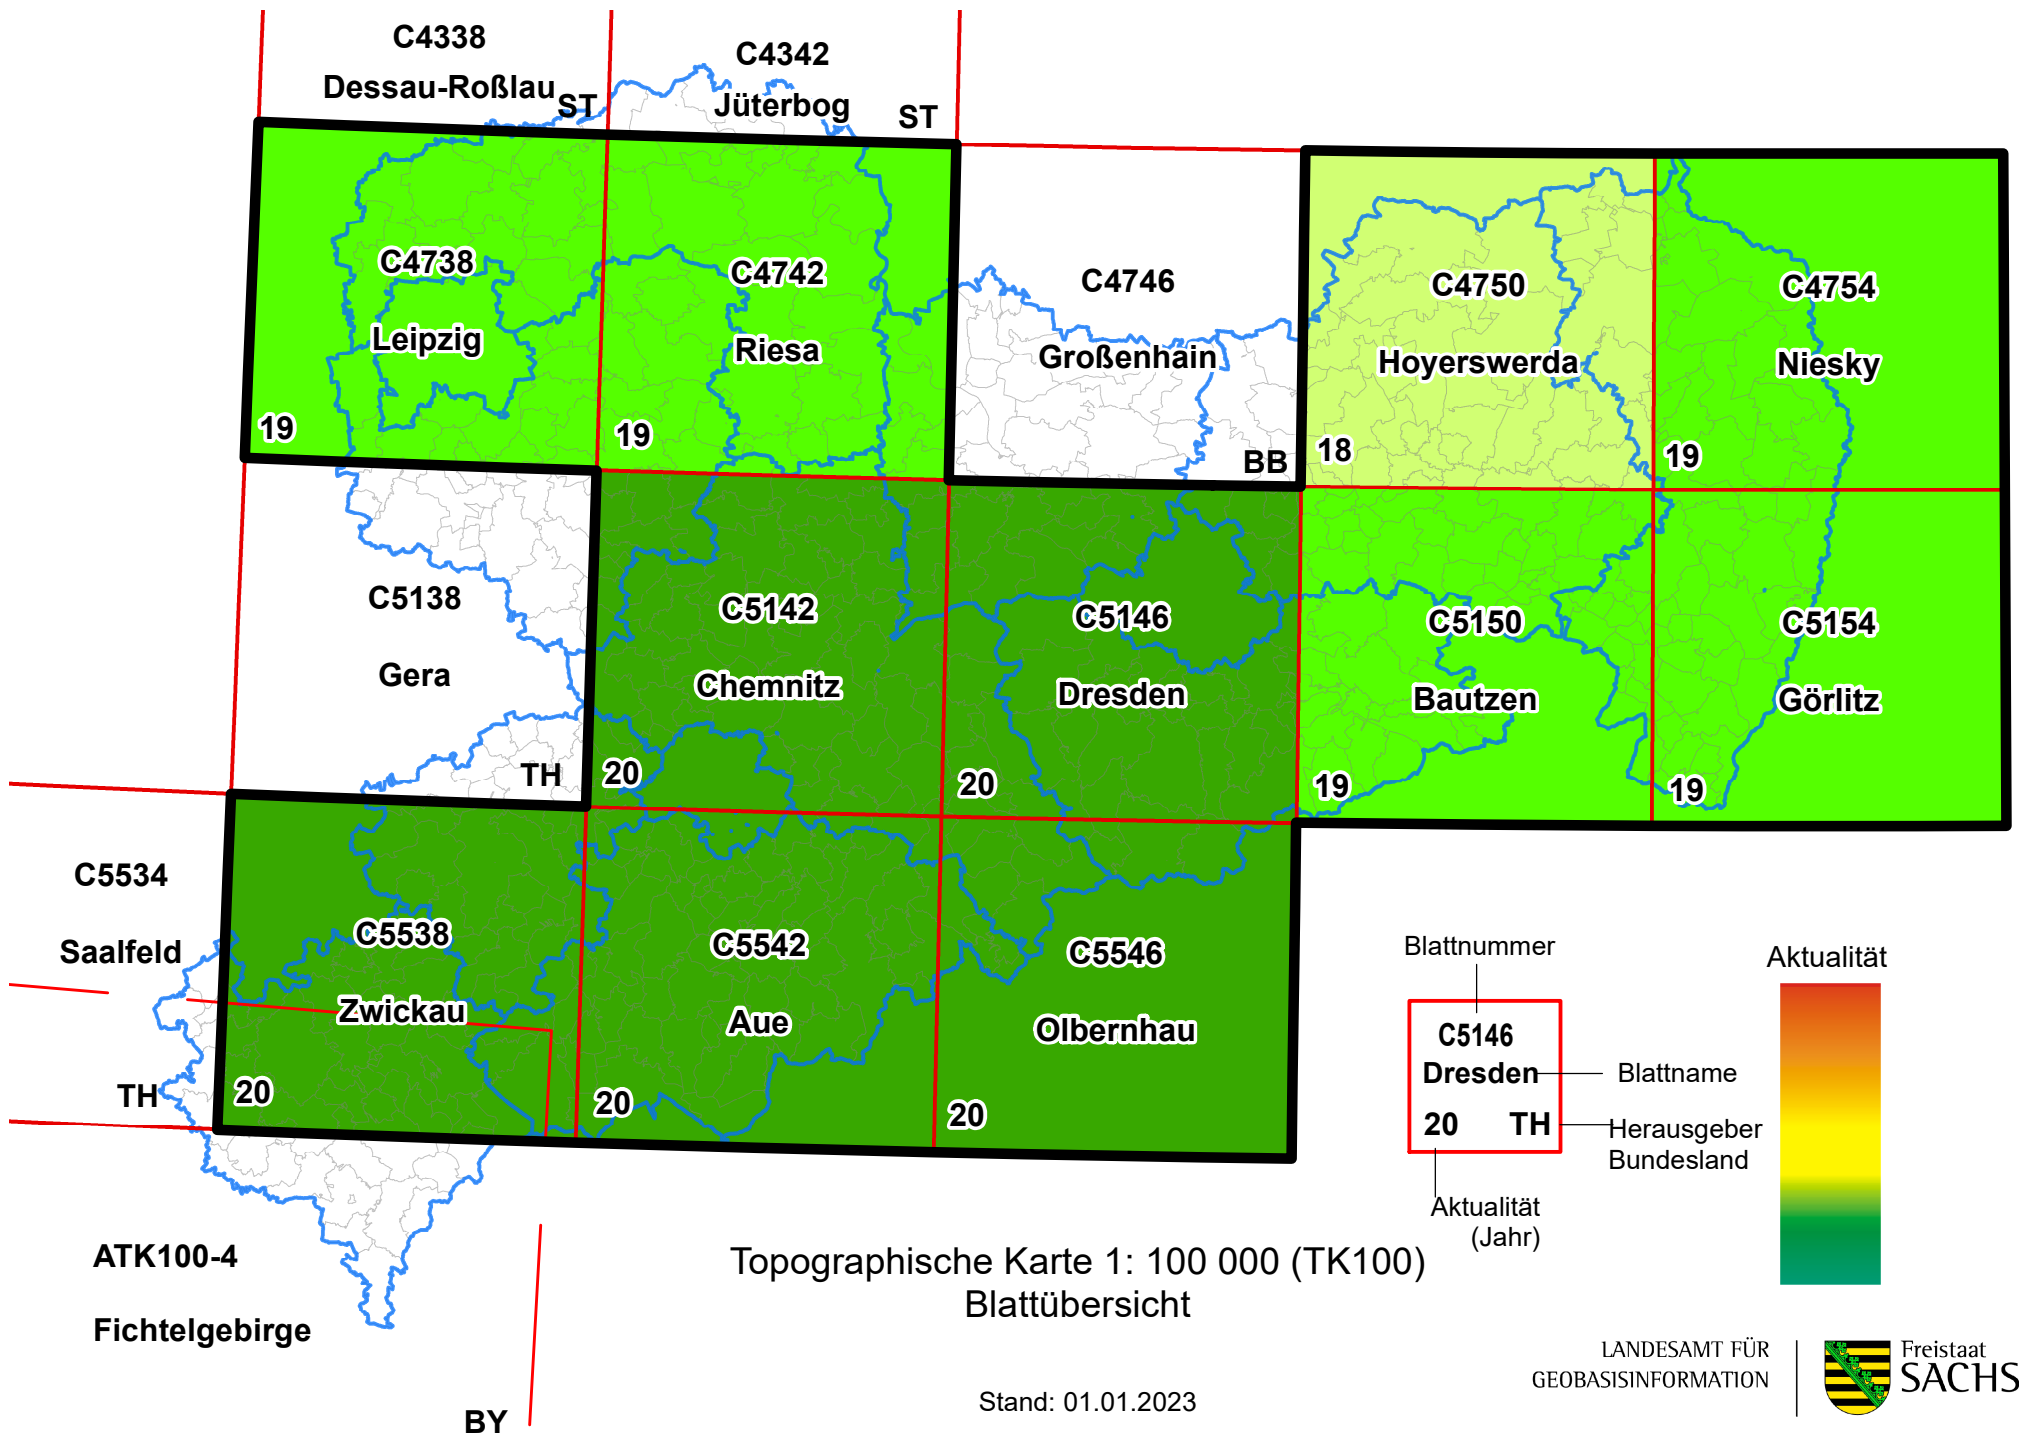 C4338
Dessau-Roßlau
ST
C4342
Jüterbog
ST
C4738
Leipzig
19
C4742
Riesa
19
C4746
Großenhain
BB
C4750
Hoyerswerda
18
C4754
Niesky
19
C5138
Gera
TH
C5142
Chemnitz
20
C5146
Dresden
20
C5150
Bautzen
19
C5154
Görlitz
19
C5534
Saalfeld
TH
C5538
Zwickau
20
C5542
Aue
20
C5546
Olbernhau
20
ATK100-4
Fichtelgebirge
BY
Blattnummer
C5146
Dresden
20 TH
Blattname
Herausgeber
Bundesland
Aktualität
(Jahr)
Aktualität
Topographische Karte 1: 100 000 (TK100)
Blattübersicht
Stand: 01.01.2023
LANDESAMT FÜR
GEOBASISINFORMATION
Freistaat
SACHS